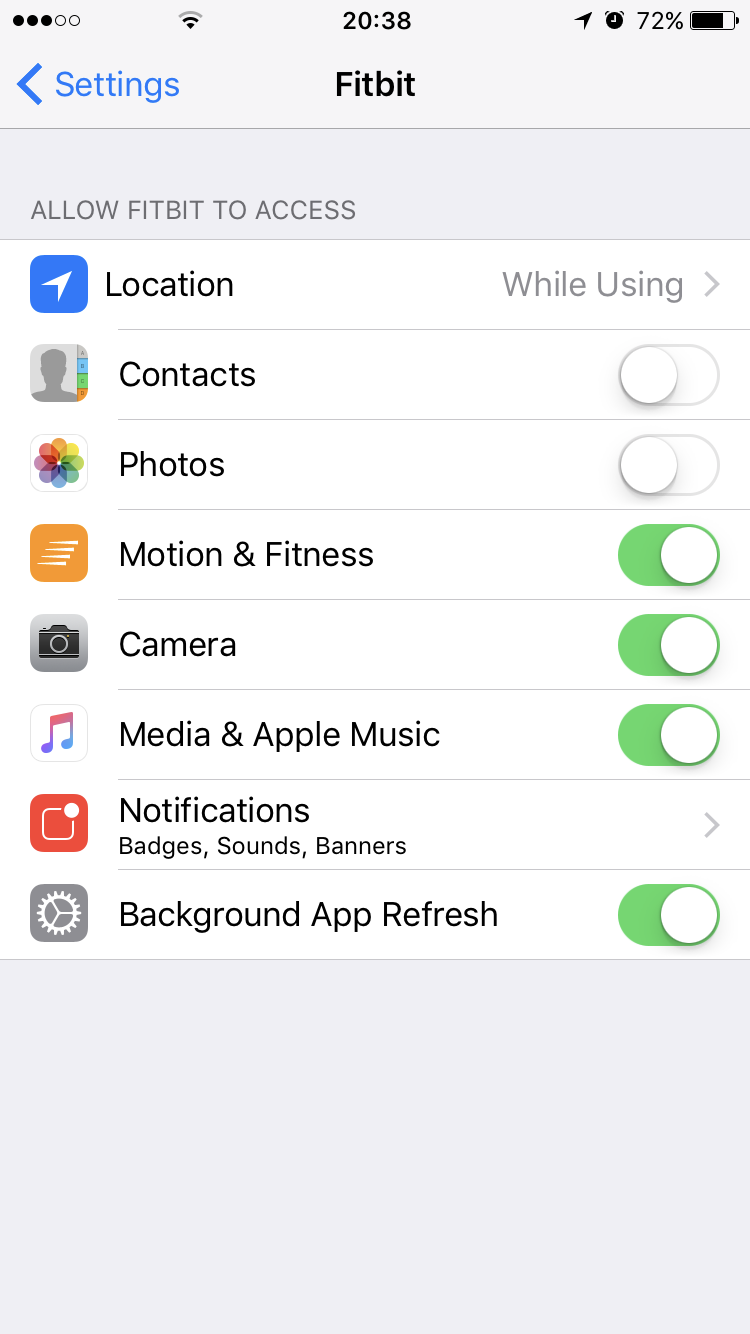 20:38
72%
Settings
Fitbit
ALLOW FITBIT TO ACCESS
Location
While Using
Contacts
Photos
Motion & Fitness
Camera
Media & Apple Music
Notifications
Badges, Sounds, Banners
Background App Refresh